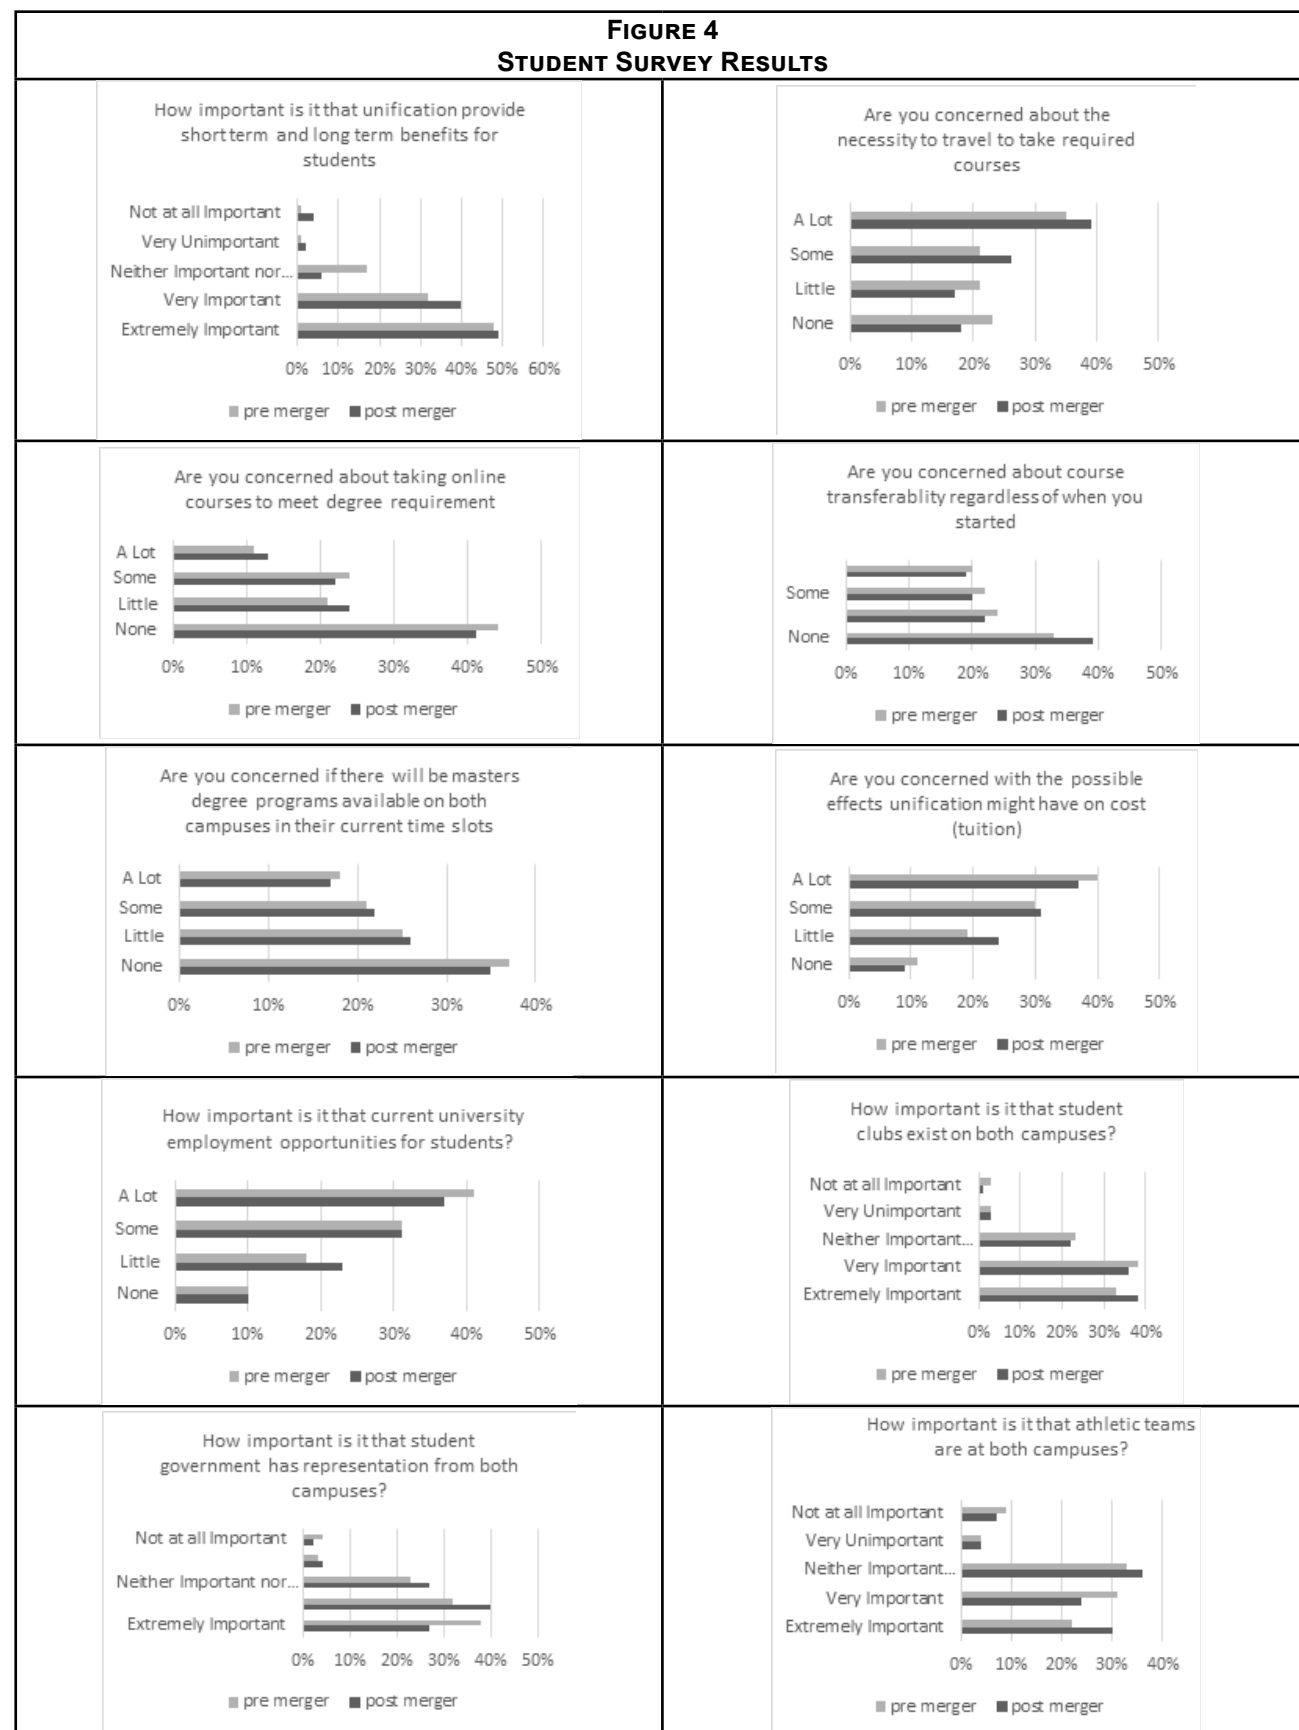 FIGURE 4
STUDENT SURVEY RESULTS
How important is it that unification provide
short term and long term benefits for
students
Not at all Important
Very Unimportant
Neither Important nor...
Very Important
Extremely Important
0% 10% 20% 30% 40% 50% 60%
pre merger post merger
Are you concerned about the
necessity to travel to take required
courses
A Lot
Some
Little
None
0% 10% 20% 30% 40% 50%
pre merger post merger
Are you concerned about taking online
courses to meet degree requirement
A Lot
Some
Little
None
0% 10% 20% 30% 40% 50%
pre merger post merger
Are you concerned about course
transferablity regardless of when you
started
Some
None
0% 10% 20% 30% 40% 50%
pre merger post merger
Are you concerned if there will be masters
degree programs available on both
campuses in their current time slots
A Lot
Some
Little
None
0% 10% 20% 30% 40%
pre merger post merger
Are you concerned with the possible
effects unification might have on cost
(tuition)
A Lot
Some
Little
None
0% 10% 20% 30% 40% 50%
pre merger post merger
How important is it that current university
employment opportunities for students?
A Lot
Some
Little
None
0% 10% 20% 30% 40% 50%
pre merger post merger
How important is it that student
clubs exist on both campuses?
Not at all Important
Very Unimportant
Neither Important...
Very Important
Extremely Important
0% 10% 20% 30% 40%
pre merger post merger
How important is it that student
government has representation from both
campuses?
Not at all Important
Neither Important nor...
Extremely Important
0% 10% 20% 30% 40% 50%
pre merger post merger
How important is it that athletic teams
are at both campuses?
Not at all Important
Very Unimportant
Neither Important...
Very Important
Extremely Important
0% 10% 20% 30% 40%
pre merger post merger